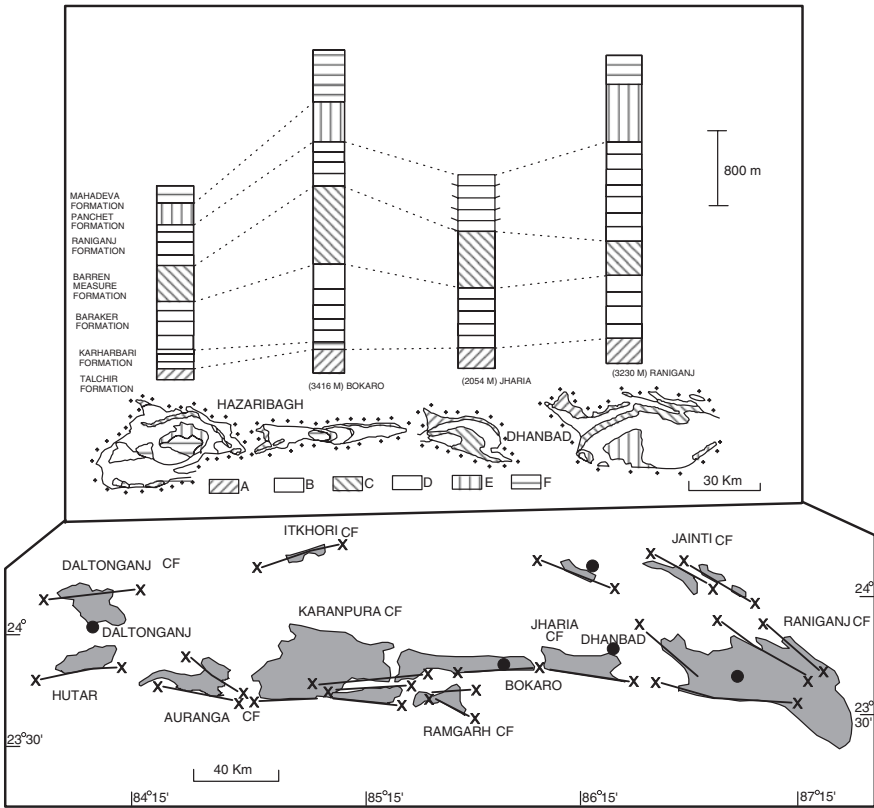 MAHADEVA
FORMATION
PANCHET
FORMATION
RANIGANJ
FORMATION
BARREN
MEASURE
FORMATION
BARAKER
FORMATION
KARHARBARI
FORMATION
TALCHIR
FORMATION
800 m
(3416 M) BOKARO
(2054 M) JHARIA
(3230 M) RANIGANJ
HAZARIBAGH
DHANBAD
A B C D E F
30 Km
ITKHORI CF
JAINTI CF
DALTONGANJ CF
DALTONGANJ
KARANPURA CF
JHARIA
CF
DHANBAD
RANIGANJ CF
HUTAR
AURANGA CF
BOKARO
RAMGARH CF
24°
23°30'
24°
23°
30'
40 Km
84°15'
85°15'
86°15'
87°15'